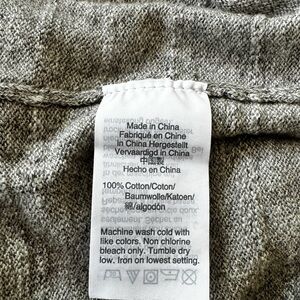 Made in China
Fabriqué en Chine
In China Hergestellt
Vervaardigd in China
中国製
Hecho en China
100% Cotton/Coton/
Baumwolle/Katoen/
綿/algodón
Machine wash cold with
like colors. Non chlorine
bleach only. Tumble dry
low. Iron on lowest setting.